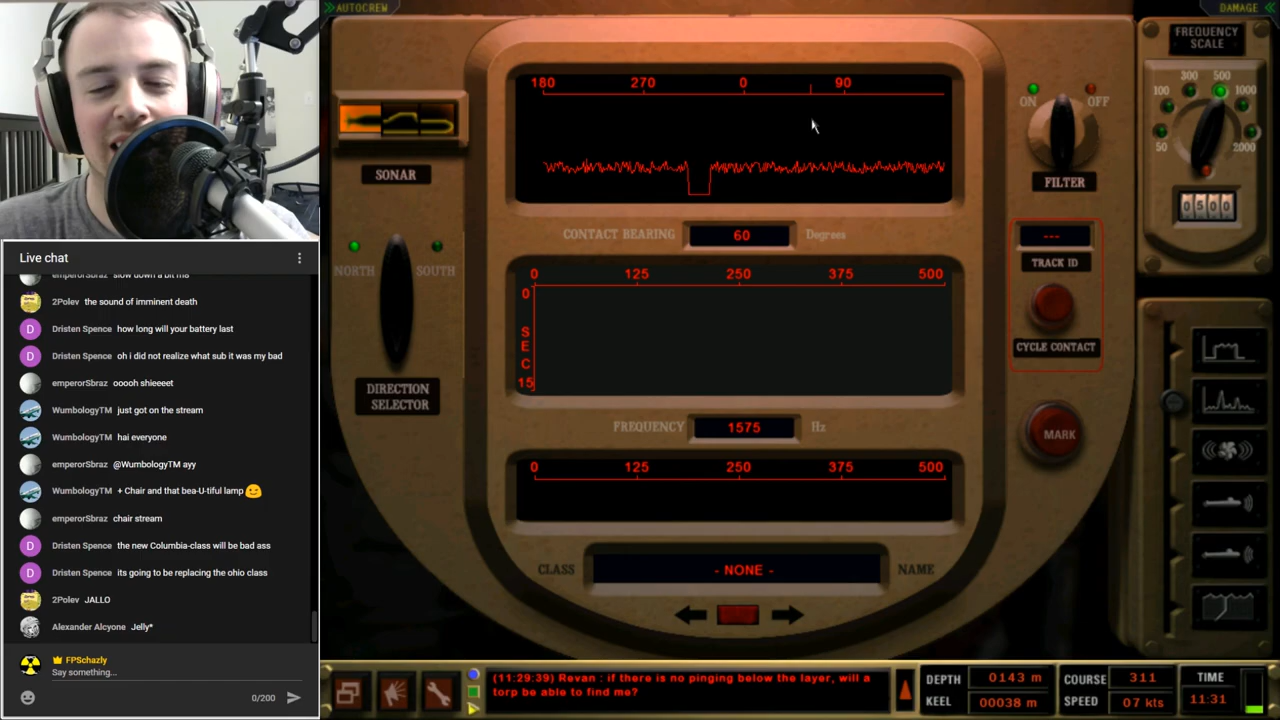 AUTOCREW
DAMAGE
180 270 0 90
SONAR
CONTACT BEARING 60 Degrees
NORTH SOUTH
DIRECTION
SELECTOR
0 125 250 375 500
0
S
E
C
15
FREQUENCY 1575 Hz
0 125 250 375 500
CLASS - NONE - NAME
ON OFF
FILTER
---
TRACK ID
CYCLE CONTACT
MARK
FREQUENCY
SCALE
300 500
100 1000
50 2000
0500
Live chat
emperorSbraz slow down a bit m8
2Polev the sound of imminent death
Dristen Spence how long will your battery last
Dristen Spence oh i did not realize what sub it was my bad
emperorSbraz ooooh shieeeet
WumbologyTM just got on the stream
WumbologyTM hai everyone
emperorSbraz @WumbologyTM ayy
WumbologyTM + Chair and that bea-U-tiful lamp😉
emperorSbraz chair stream
Dristen Spence the new Columbia-class will be bad ass
Dristen Spence its going to be replacing the ohio class
2Polev JALLO
Alexander Alcyone Jelly*
FPSchazly
Say something...
0/200
(11:29:39) Revan : if there is no pinging below the layer, will a
torp be able to find me?
DEPTH 0143 m
KEEL 00038 m
COURSE 311
SPEED 07 kts
TIME
11:31